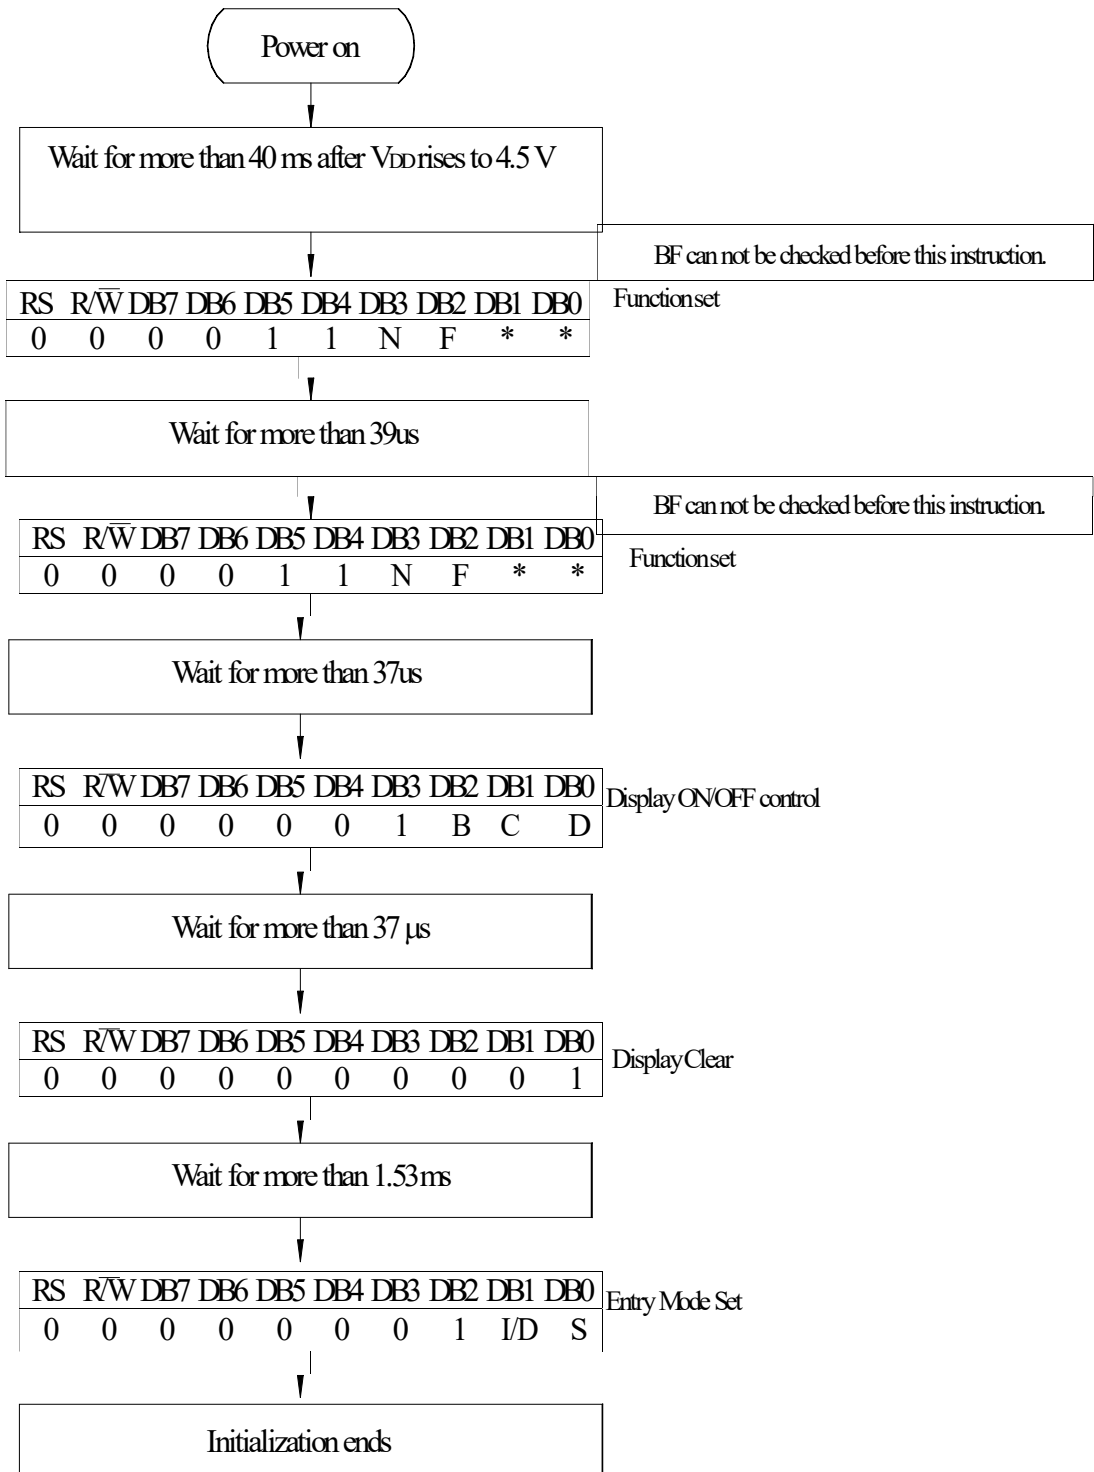 Power on
Wait for more than 40 ms after VDD rises to 4.5 V
BF can not be checked before this instruction.
RS R/W̅ DB7 DB6 DB5 DB4 DB3 DB2 DB1 DB0
Function set
0 0 0 0 1 1 N F * *
Wait for more than 39us
BF can not be checked before this instruction.
RS R/W̅ DB7 DB6 DB5 DB4 DB3 DB2 DB1 DB0
Function set
0 0 0 0 1 1 N F * *
Wait for more than 37us
RS R/W̅ DB7 DB6 DB5 DB4 DB3 DB2 DB1 DB0
Display ON/OFF control
0 0 0 0 0 0 1 B C D
Wait for more than 37 μs
RS R/W̅ DB7 DB6 DB5 DB4 DB3 DB2 DB1 DB0
Display Clear
0 0 0 0 0 0 0 0 0 1
Wait for more than 1.53 ms
RS R/W̅ DB7 DB6 DB5 DB4 DB3 DB2 DB1 DB0
Entry Mode Set
0 0 0 0 0 0 0 1 I/D S
Initialization ends